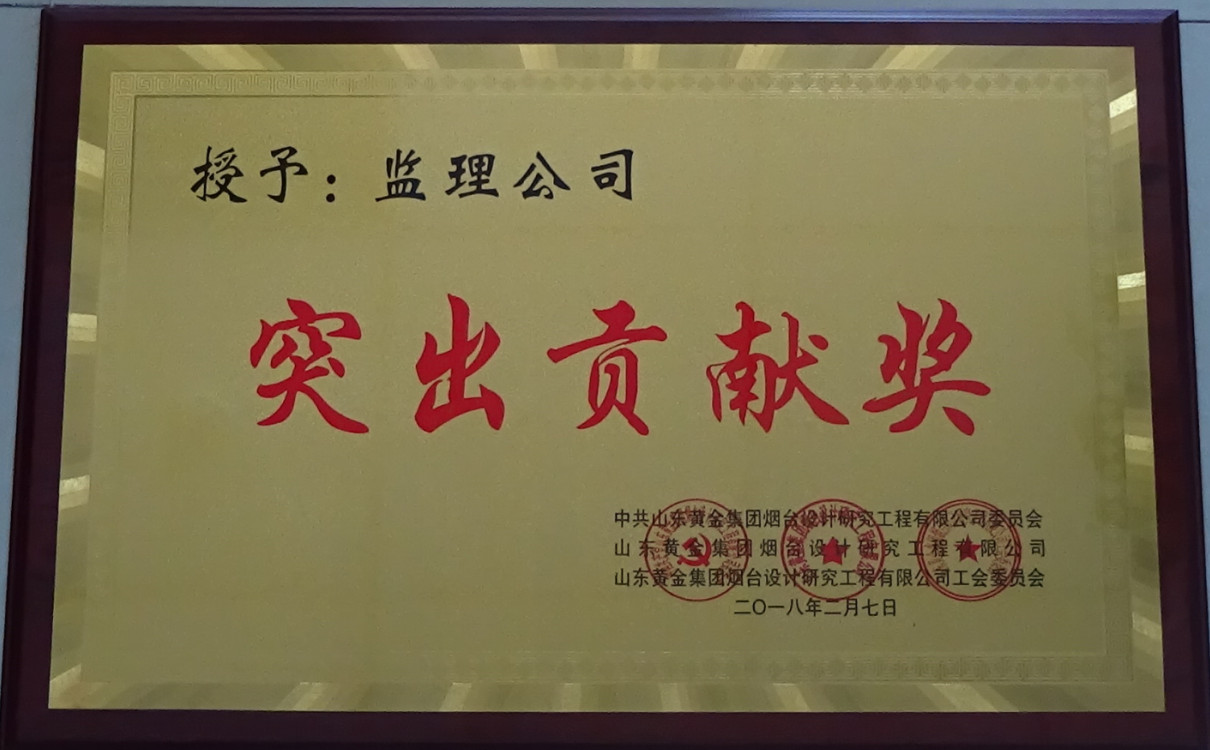 授予：监理公司
突出贡献奖
中共山东黄金集团烟台设计研究工程有限公司委员会
山东黄金集团烟台设计研究工程有限公司
山东黄金集团烟台设计研究工程有限公司工会委员会
二〇一八年二月七日